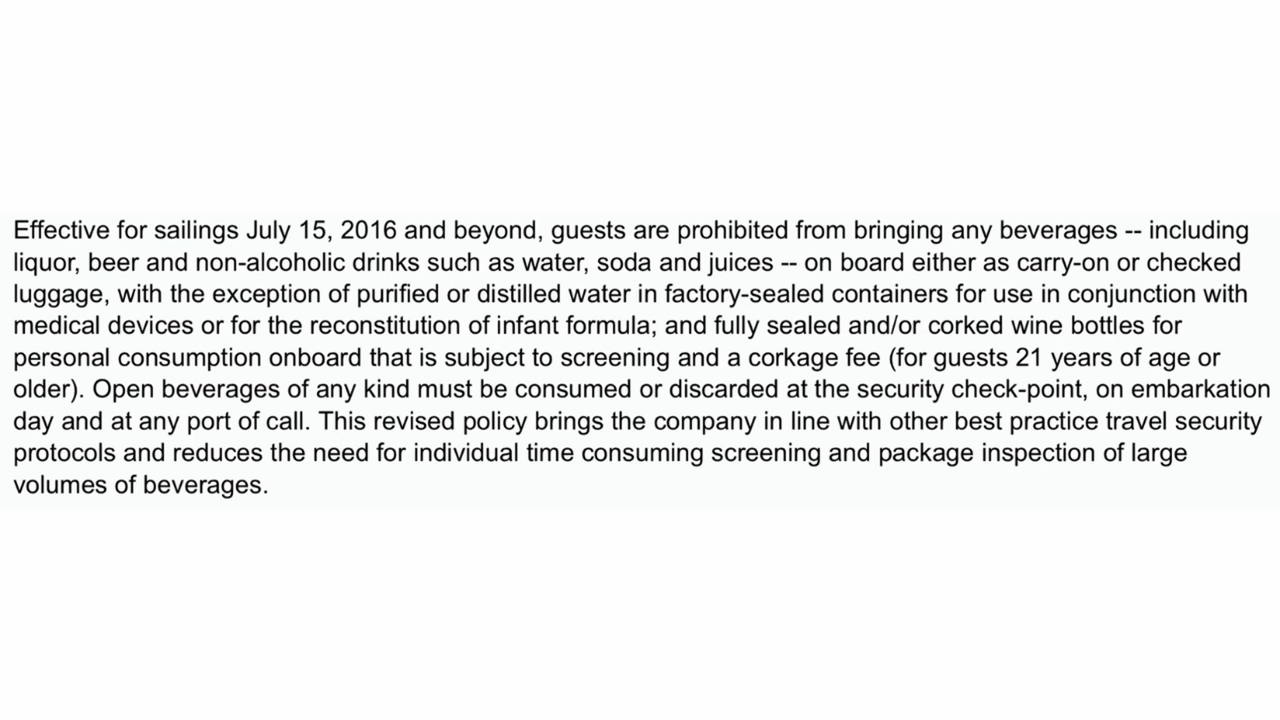 Effective for sailings July 15, 2016 and beyond, guests are prohibited from bringing any beverages -- including
liquor, beer and non-alcoholic drinks such as water, soda and juices -- on board either as carry-on or checked
luggage, with the exception of purified or distilled water in factory-sealed containers for use in conjunction with
medical devices or for the reconstitution of infant formula; and fully sealed and/or corked wine bottles for
personal consumption onboard that is subject to screening and a corkage fee (for guests 21 years of age or
older). Open beverages of any kind must be consumed or discarded at the security check-point, on embarkation
day and at any port of call. This revised policy brings the company in line with other best practice travel security
protocols and reduces the need for individual time consuming screening and package inspection of large
volumes of beverages.